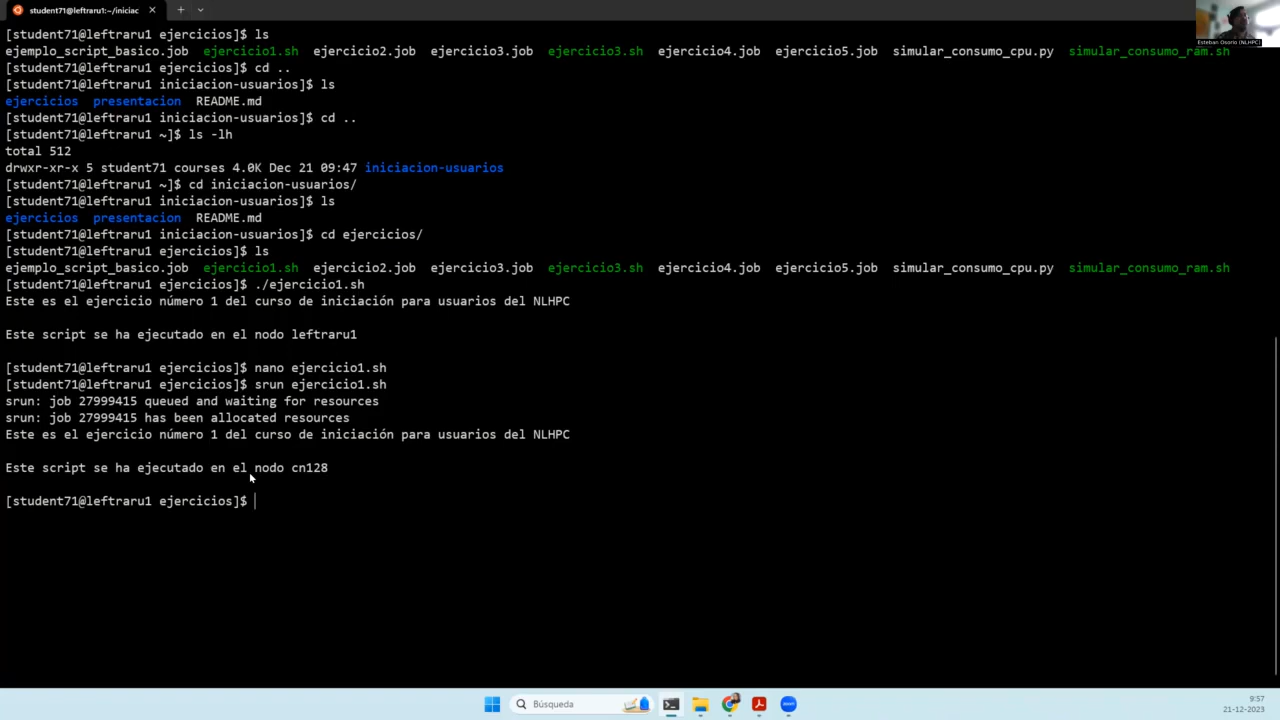 student71@leftraru1:~/iniciac
[student71@leftraru1 ejercicios]$ ls
ejemplo_script_basico.job ejercicio1.sh ejercicio2.job ejercicio3.job ejercicio3.sh ejercicio4.job ejercicio5.job simular_consumo_cpu.py simular_consumo_ram.sh
[student71@leftraru1 ejercicios]$ cd ..
[student71@leftraru1 iniciacion-usuarios]$ ls
ejercicios presentacion README.md
[student71@leftraru1 iniciacion-usuarios]$ cd ..
[student71@leftraru1 ~]$ ls -lh
total 512
drwxr-xr-x 5 student71 courses 4.0K Dec 21 09:47 iniciacion-usuarios
[student71@leftraru1 ~]$ cd iniciacion-usuarios/
[student71@leftraru1 iniciacion-usuarios]$ ls
ejercicios presentacion README.md
[student71@leftraru1 iniciacion-usuarios]$ cd ejercicios/
[student71@leftraru1 ejercicios]$ ls
ejemplo_script_basico.job ejercicio1.sh ejercicio2.job ejercicio3.job ejercicio3.sh ejercicio4.job ejercicio5.job simular_consumo_cpu.py simular_consumo_ram.sh
[student71@leftraru1 ejercicios]$ ./ejercicio1.sh
Este es el ejercicio número 1 del curso de iniciación para usuarios del NLHPC
Este script se ha ejecutado en el nodo leftraru1
[student71@leftraru1 ejercicios]$ nano ejercicio1.sh
[student71@leftraru1 ejercicios]$ srun ejercicio1.sh
srun: job 27999415 queued and waiting for resources
srun: job 27999415 has been allocated resources
Este es el ejercicio número 1 del curso de iniciación para usuarios del NLHPC
Este script se ha ejecutado en el nodo cn128
[student71@leftraru1 ejercicios]$
Esteban Osorio (NLHPC)
Búsqueda
zoom
9:57
21-12-2023